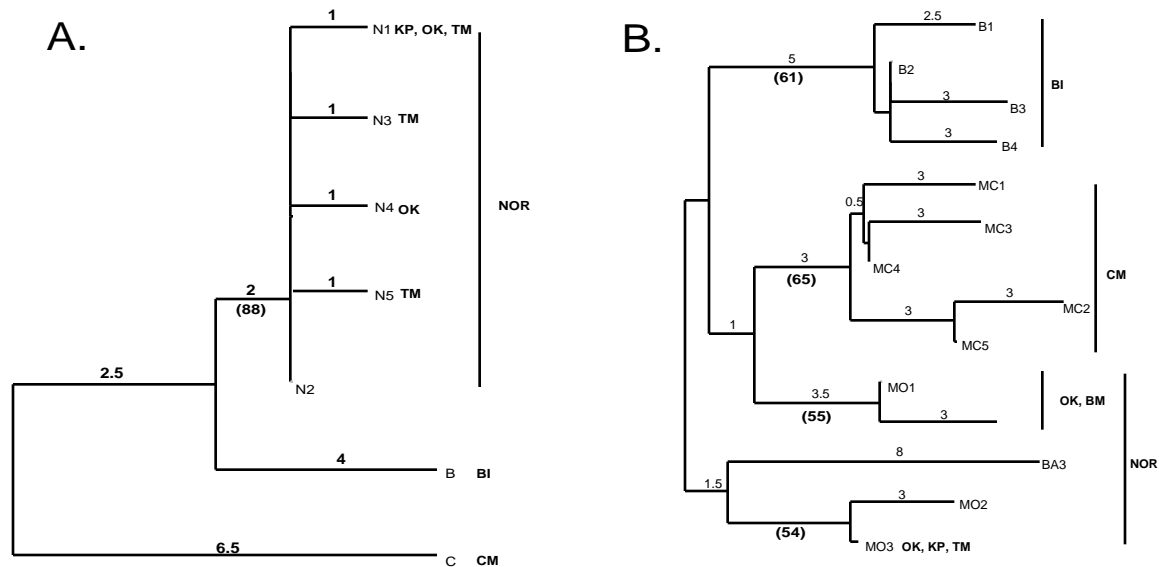 A.
1
N1 KP, OK, TM
1
N3 TM
1
N4 OK
NOR
1
N5 TM
2
(88)
N2
2.5
4
B BI
6.5
C CM
B.
2.5
B1
5
(61)
B2
BI
3
B3
3
B4
3
MC1
0.5
3
MC3
MC4
3
(65)
CM
3
MC2
3
MC5
1
MO1
3.5
(55)
3
OK, BM
8
BA3
NOR
1.5
3
MO2
(54)
MO3 OK, KP, TM